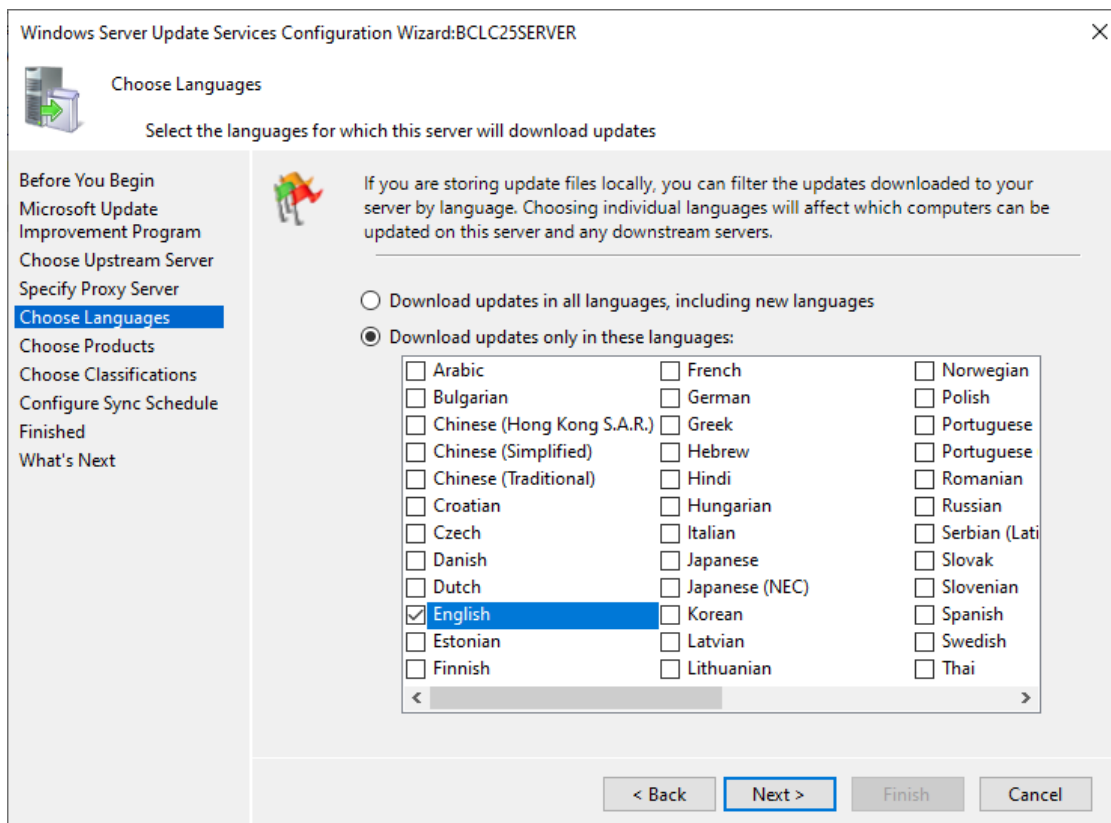 Windows Server Update Services Configuration Wizard:BCLC25SERVER
Choose Languages
Select the languages for which this server will download updates
Before You Begin
Microsoft Update
Improvement Program
Choose Upstream Server
Specify Proxy Server
Choose Languages
Choose Products
Choose Classifications
Configure Sync Schedule
Finished
What's Next
If you are storing update files locally, you can filter the updates downloaded to your
server by language. Choosing individual languages will affect which computers can be
updated on this server and any downstream servers.
Download updates in all languages, including new languages
Download updates only in these languages:
Arabic
Bulgarian
Chinese (Hong Kong S.A.R.)
Chinese (Simplified)
Chinese (Traditional)
Croatian
Czech
Danish
Dutch
English
Estonian
Finnish
French
German
Greek
Hebrew
Hindi
Hungarian
Italian
Japanese
Japanese (NEC)
Korean
Latvian
Lithuanian
Norwegian
Polish
Portuguese
Portuguese
Romanian
Russian
Serbian (Lati
Slovak
Slovenian
Spanish
Swedish
Thai
< Back
Next >
Finish
Cancel